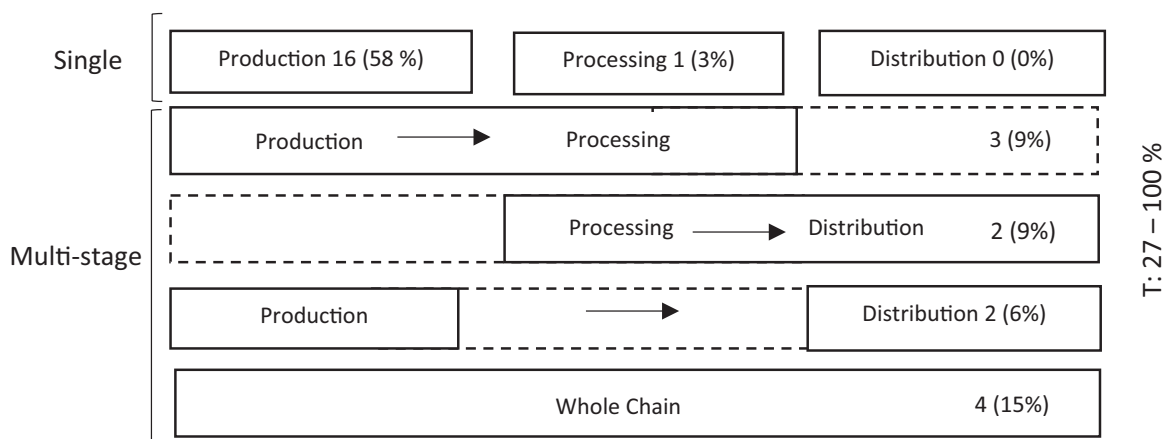 Single
Production 16 (58 %)
Processing 1 (3%)
Distribution 0 (0%)
Multi-stage
Production
Processing
3 (9%)
Processing
Distribution
2 (9%)
Production
Distribution 2 (6%)
Whole Chain
4 (15%)
T: 27 – 100 %